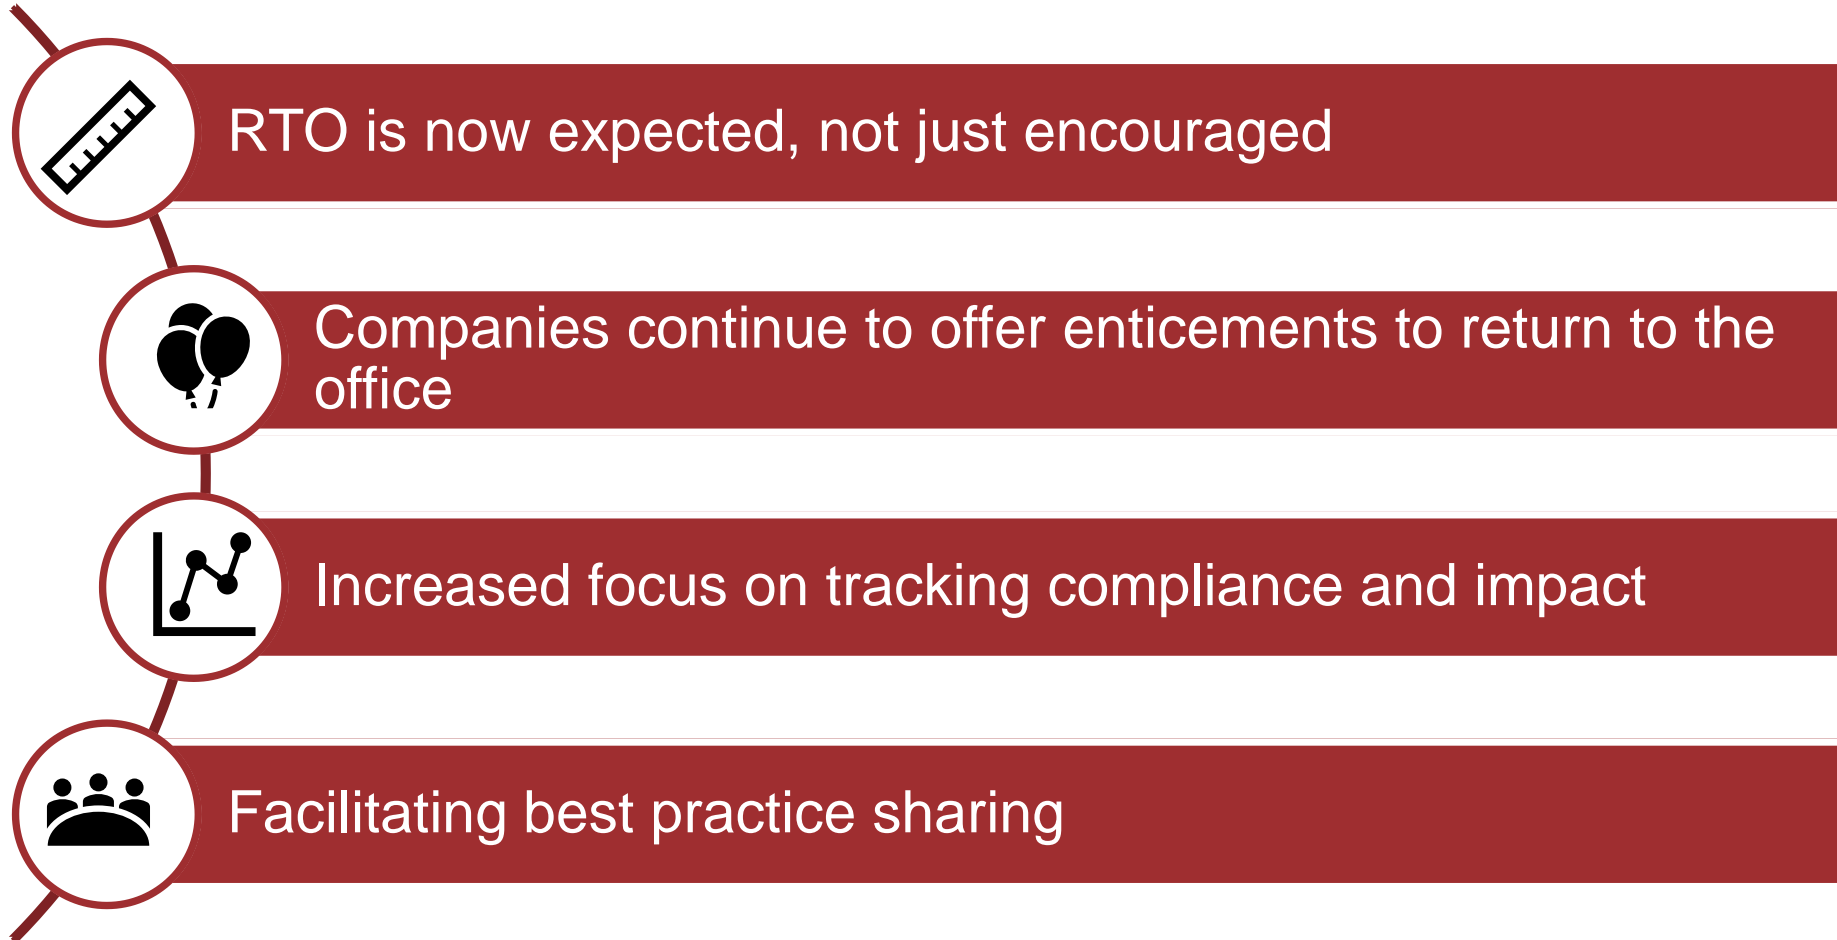 RTO is now expected, not just encouraged
Companies continue to offer enticements to return to the
office
Increased focus on tracking compliance and impact
Facilitating best practice sharing